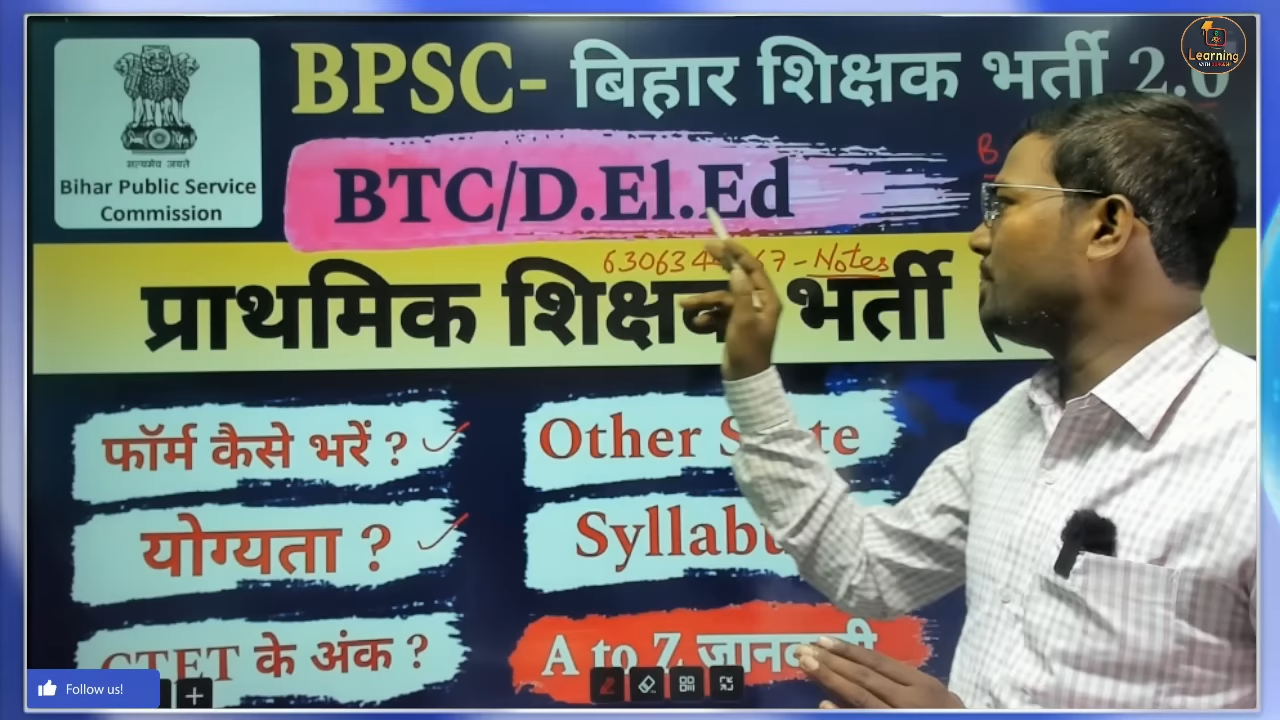 BPSC- बिहार शिक्षक भर्ती 2.0
Learning
सत्यमेव जयते
Bihar Public Service
Commission
BTC/D.El.Ed
B
- Notes
प्राथमिक शिक्षक भर्ती (
फॉर्म कैसे भरें ?
Other
योग्यता ?
CTET के अंक ?
A to Z
Follow us!